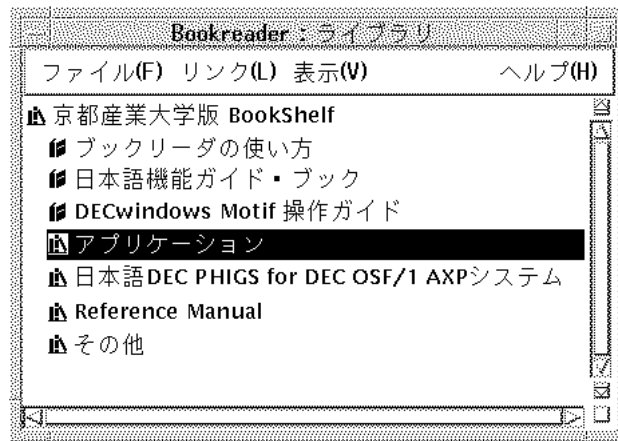 Bookreader : ライブラリ
ファイル(F) リンク(L) 表示(V) ヘルプ(H)
京都産業大学版 BookShelf
ブックリーダの使い方
日本語機能ガイド・ブック
DECwindows Motif 操作ガイド
アプリケーション
日本語DEC PHIGS for DEC OSF/1 AXPシステム
Reference Manual
その他